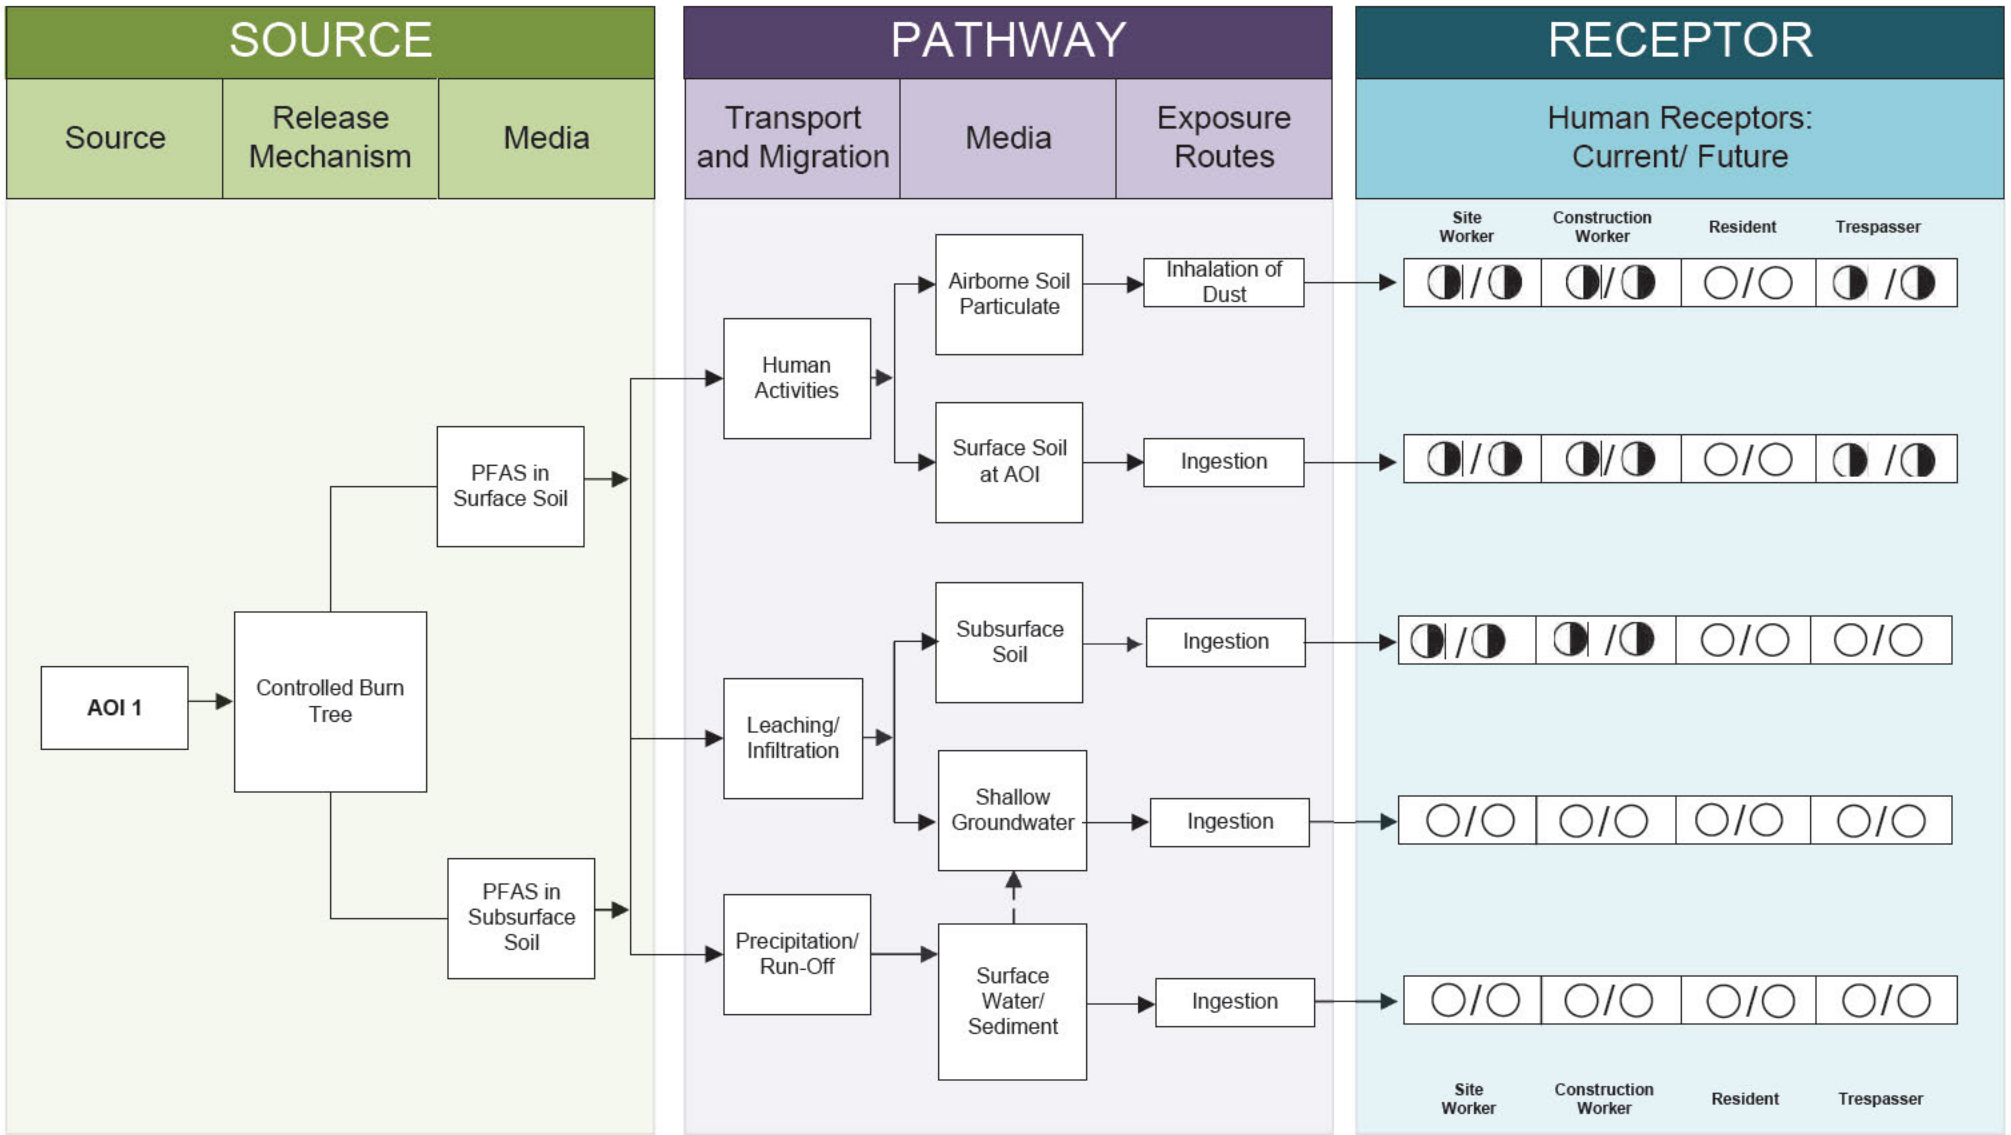 SOURCE
PATHWAY
RECEPTOR
Source
Release
Mechanism
Media
Transport
and Migration
Media
Exposure
Routes
Human Receptors:
Current/ Future
Site
Worker
Construction
Worker
Resident
Trespasser
AOI 1
Controlled Burn
Tree
PFAS in
Surface Soil
PFAS in
Subsurface
Soil
Human
Activities
Leaching/
Infiltration
Precipitation/
Run-Off
Airborne Soil
Particulate
Inhalation of
Dust
/ / / /
Surface Soil
at AOI
Ingestion
/ / / /
Subsurface
Soil
Ingestion
/ / / /
Shallow
Groundwater
Ingestion
/ / / /
Surface
Water/
Sediment
Ingestion
/ / / /
Site
Worker
Construction
Worker
Resident
Trespasser